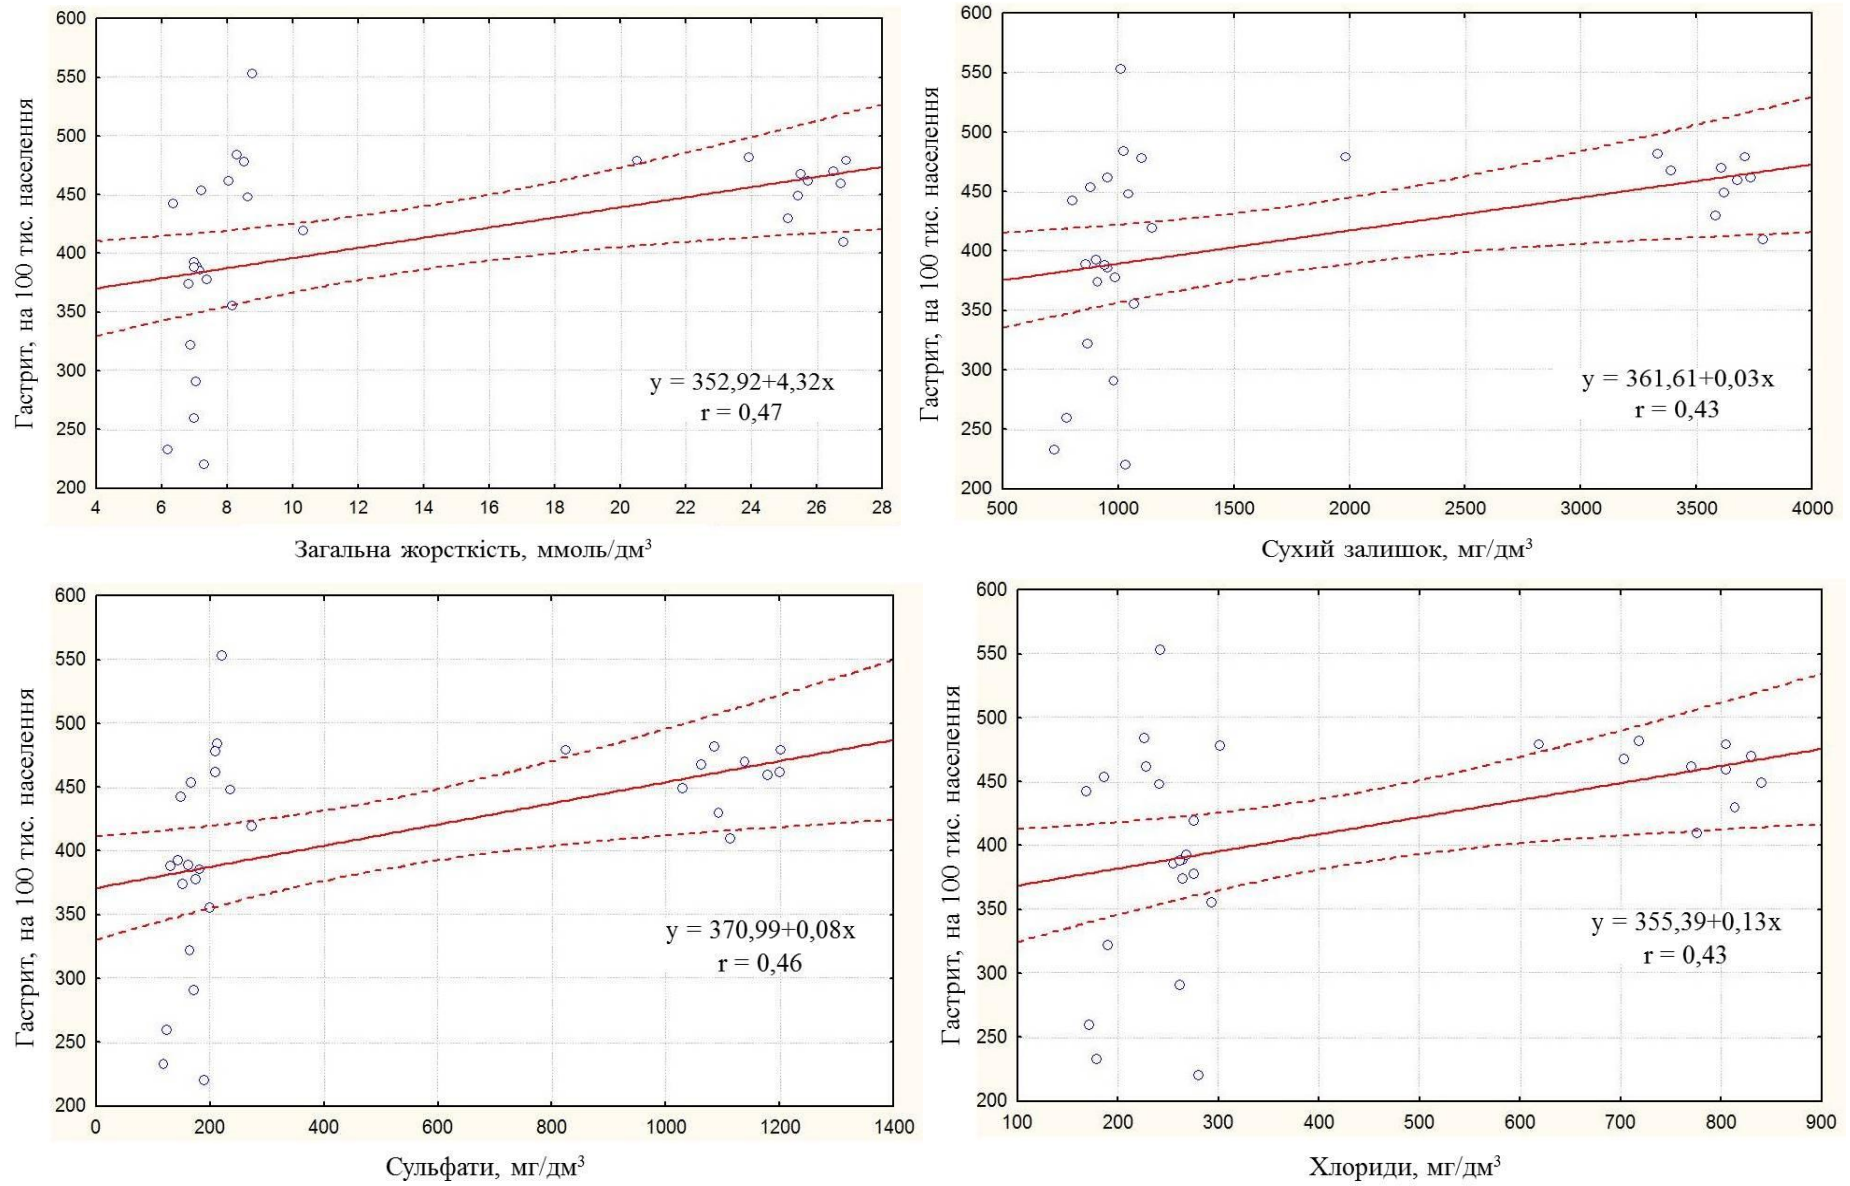 600
550
500
450
400
350
300
250
200
Гастрит, на 100 тис. населення
y = 352,92+4,32x
r = 0,47
4 6 8 10 12 14 16 18 20 22 24 26 28
Загальна жорсткість, ммоль/дм³
600
550
500
450
400
350
300
250
200
Гастрит, на 100 тис. населення
y = 361,61+0,03x
r = 0,43
500 1000 1500 2000 2500 3000 3500 4000
Сухий залишок, мг/дм³
600
550
500
450
400
350
300
250
200
Гастрит, на 100 тис. населення
y = 370,99+0,08x
r = 0,46
0 200 400 600 800 1000 1200 1400
Сульфати, мг/дм³
600
550
500
450
400
350
300
250
200
Гастрит, на 100 тис. населення
y = 355,39+0,13x
r = 0,43
100 200 300 400 500 600 700 800 900
Хлориди, мг/дм³